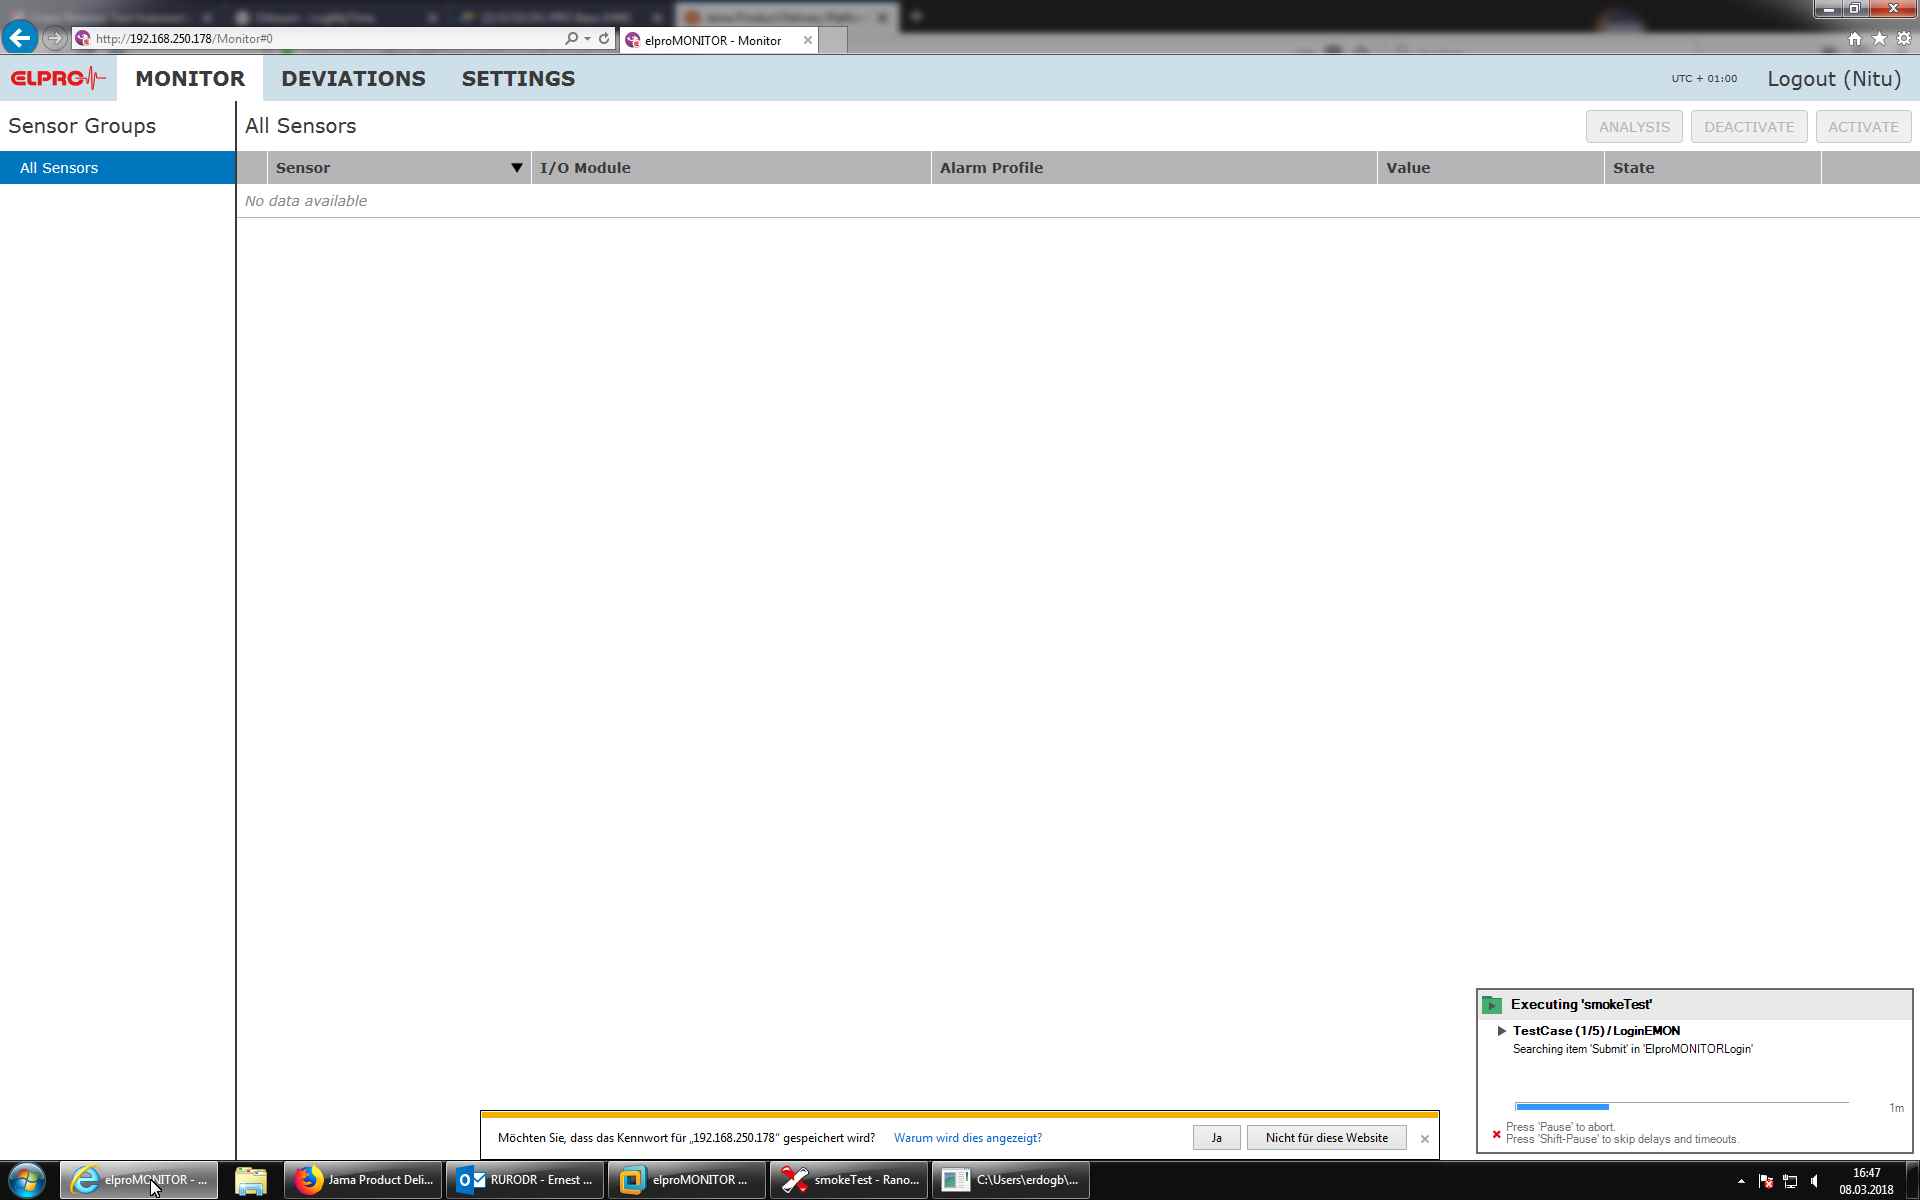 http://192.168.250.178/Monitor#0
elproMONITOR - Monitor
ELPRO
MONITOR
DEVIATIONS
SETTINGS
UTC + 01:00
Logout (Nitu)
Sensor Groups
All Sensors
ANALYSIS
DEACTIVATE
ACTIVATE
All Sensors
Sensor
I/O Module
Alarm Profile
Value
State
No data available
Executing 'smokeTest'
TestCase (1/5) / LoginEMON
Searching item 'Submit' in 'ElproMONITORLogin'
1m
Press 'Pause' to abort.
Press 'Shift-Pause' to skip delays and timeouts.
Möchten Sie, dass das Kennwort für „192.168.250.178“ gespeichert wird?
Warum wird dies angezeigt?
Ja
Nicht für diese Website
elproMONITOR - ...
Jama Product Deli...
RURODR - Ernest ...
elproMONITOR ...
smokeTest - Rano...
C:\Users\erdogb\...
16:47
08.03.2018